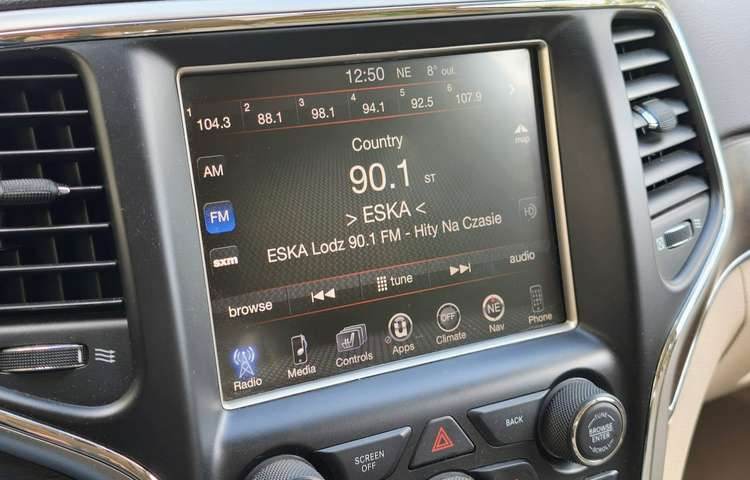 12:50 NE 8° out
1 104.3 2 88.1 3 98.1 4 94.1 5 92.5 6 107.9
map
Country
AM
90.1 ST
FM
> ESKA <
HD
sxm
ESKA Lodz 90.1 FM - Hity Na Czasie
browse tune audio
Radio Media Controls Apps OFF Climate NE Nav Phone
SCREEN OFF
BACK
TUNE
BROWSE
ENTER